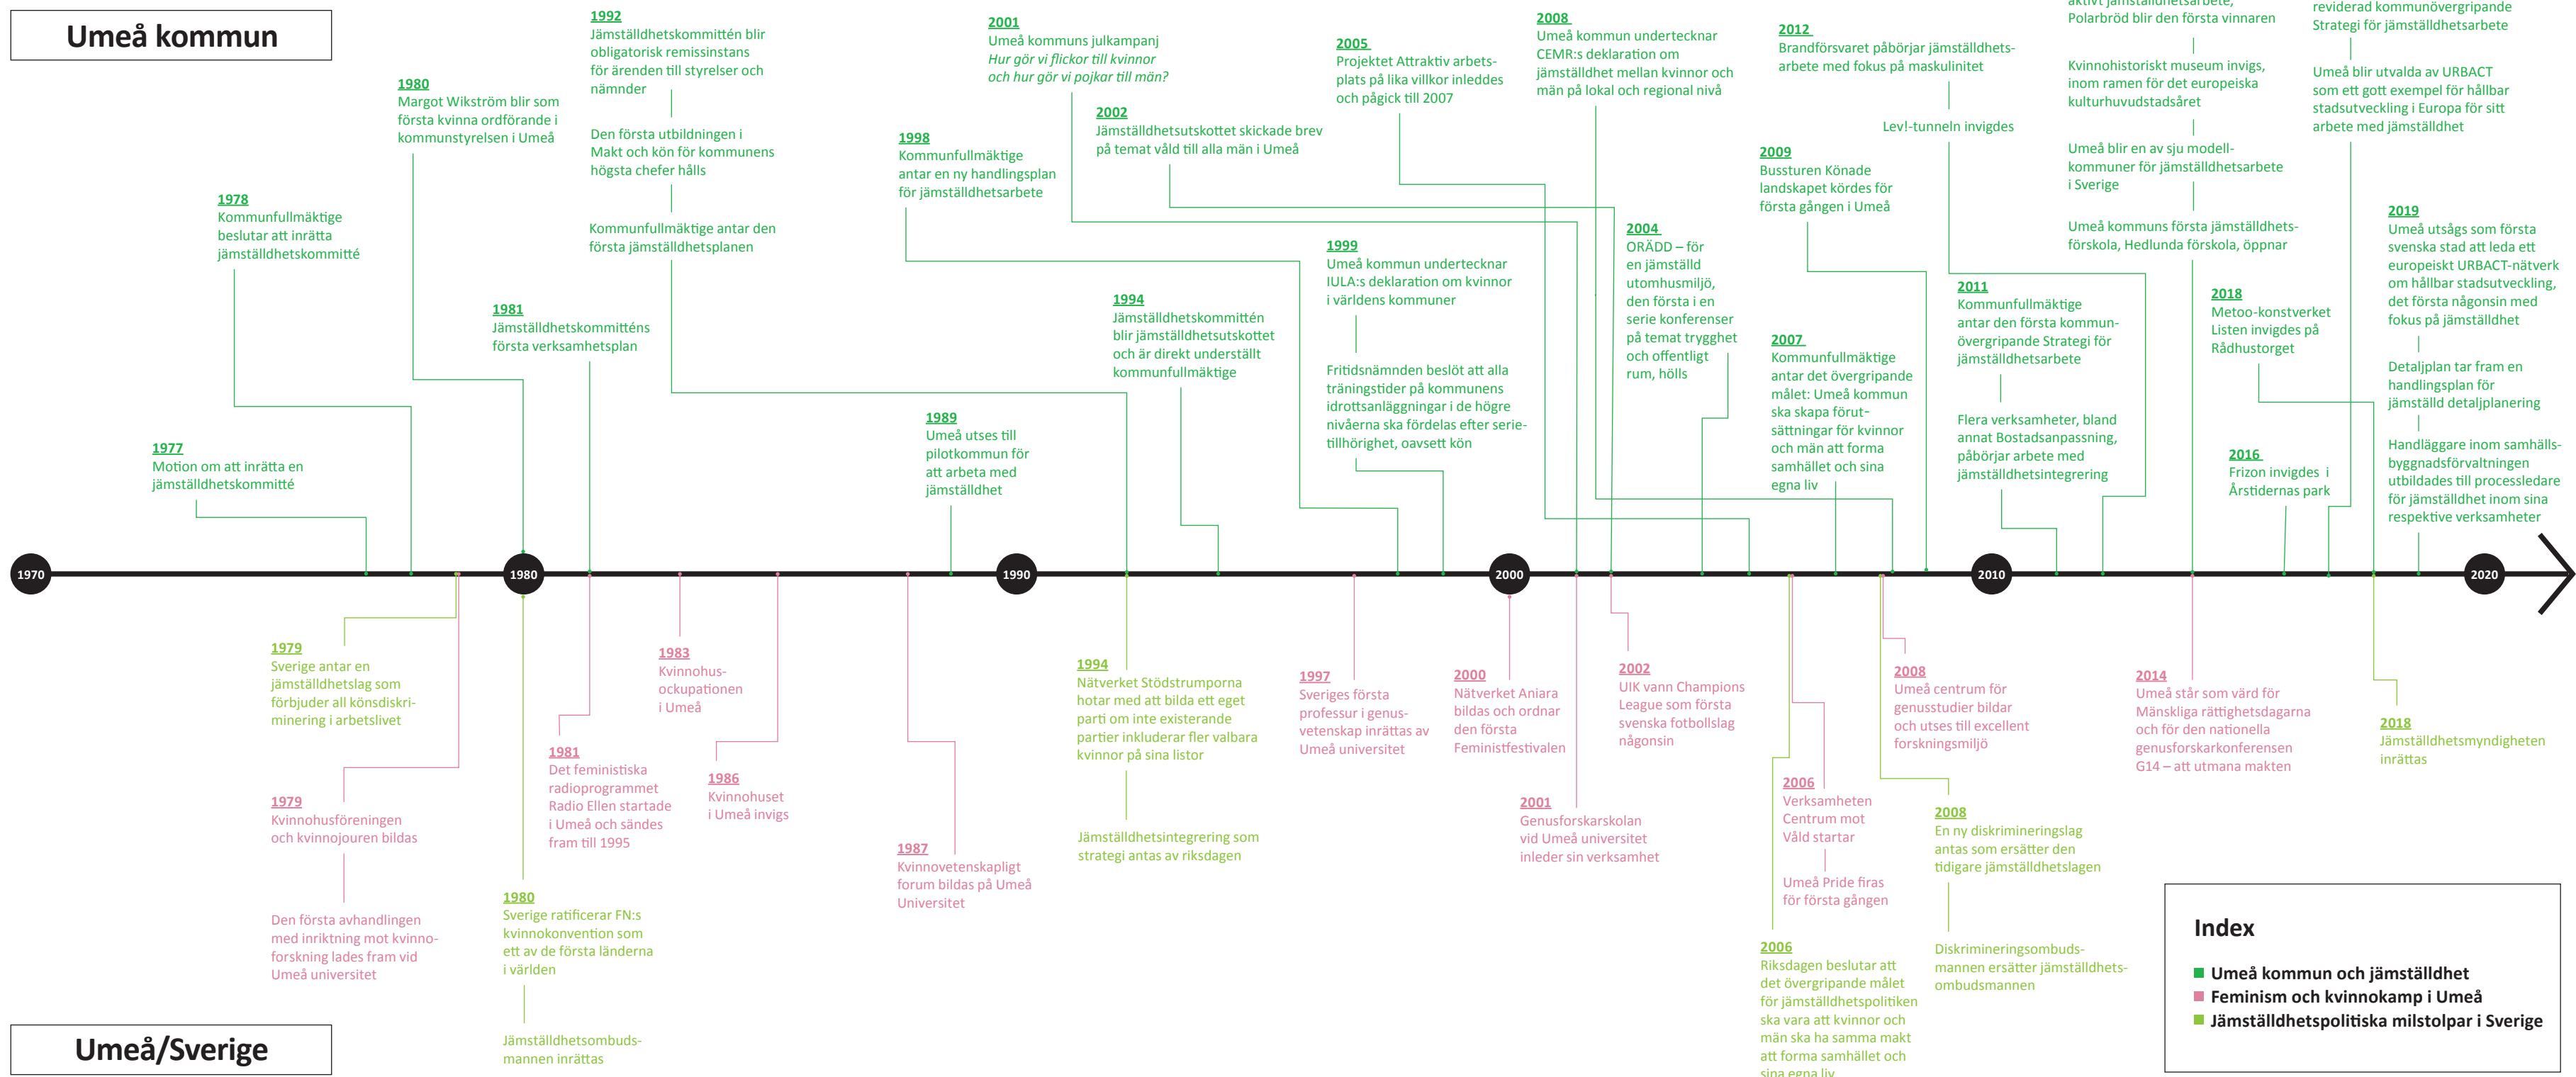 Umeå kommun
1977
Motion om att inrätta en
jämställdhetskommitté
1978
Kommunfullmäktige
beslutar att inrätta
jämställdhetskommitté
1980
Margot Wikström blir som
första kvinna ordförande i
kommunstyrelsen i Umeå
1981
Jämställdhetskommitténs
första verksamhetsplan
1992
Jämställdhetskommittén blir
obligatorisk remissinstans
för ärenden till styrelser och
nämnder
Den första utbildningen i
Makt och kön för kommunens
högsta chefer hålls
Kommunfullmäktige antar den
första jämställdhetsplanen
1989
Umeå utses till
pilotkommun för
att arbeta med
jämställdhet
1998
Kommunfullmäktige
antar en ny handlingsplan
för jämställdhetsarbete
2001
Umeå kommuns julkampanj
Hur gör vi flickor till kvinnor
och hur gör vi pojkar till män?
2002
Jämställdhetsutskottet skickade brev
på temat våld till alla män i Umeå
1994
Jämställdhetskommittén
blir jämställdhetsutskottet
och är direkt underställt
kommunfullmäktige
1999
Umeå kommun undertecknar
IULA:s deklaration om kvinnor
i världens kommuner
Fritidsnämnden beslöt att alla
träningstider på kommunens
idrottsanläggningar i de högre
nivåerna ska fördelas efter serie-
tillhörighet, oavsett kön
2005
Projektet Attraktiv arbets-
plats på lika villkor inleddes
och pågick till 2007
2008
Umeå kommun undertecknar
CEMR:s deklaration om
jämställdhet mellan kvinnor och
män på lokal och regional nivå
2004
ORÄDD – för
en jämställd
utomhusmiljö,
den första i en
serie konferenser
på temat trygghet
och offentligt
rum, hölls
2012
Brandförsvaret påbörjar jämställdhets-
arbete med fokus på maskulinitet
Lev!-tunneln invigdes
2009
Bussturen Könade
landskapet kördes för
första gången i Umeå
2007
Kommunfullmäktige
antar det övergripande
målet: Umeå kommun
ska skapa förut-
sättningar för kvinnor
och män att forma
samhället och sina
egna liv
2011
Kommunfullmäktige
antar den första kommun-
övergripande Strategi för
jämställdhetsarbete
Flera verksamheter, bland
annat Bostadsanpassning,
påbörjar arbete med
jämställdhetsintegrering
aktivt jämställdhetsarbete,
Polarbröd blir den första vinnaren
Kvinnohistoriskt museum invigs,
inom ramen för det europeiska
kulturhuvudstadsåret
Umeå blir en av sju modell-
kommuner för jämställdhetsarbete
i Sverige
Umeå kommuns första jämställdhets-
förskola, Hedlunda förskola, öppnar
2018
Metoo-konstverket
Listen invigdes på
Rådhustorget
2016
Frizon invigdes i
Årstidernas park
reviderad kommunövergripande
Strategi för jämställdhetsarbete
Umeå blir utvalda av URBACT
som ett gott exempel för hållbar
stadsutveckling i Europa för sitt
arbete med jämställdhet
2019
Umeå utsågs som första
svenska stad att leda ett
europeiskt URBACT-nätverk
om hållbar stadsutveckling,
det första någonsin med
fokus på jämställdhet
Detaljplan tar fram en
handlingsplan för
jämställd detaljplanering
Handläggare inom samhälls-
byggnadsförvaltningen
utbildades till processledare
för jämställdhet inom sina
respektive verksamheter
1970
1980
1990
2000
2010
2020
1979
Sverige antar en
jämställdhetslag som
förbjuder all könsdiskri-
minering i arbetslivet
1979
Kvinnohusföreningen
och kvinnojouren bildas
Den första avhandlingen
med inriktning mot kvinno-
forskning lades fram vid
Umeå universitet
1980
Sverige ratificerar FN:s
kvinnokonvention som
ett av de första länderna
i världen
Jämställdhetsombuds-
mannen inrättas
1981
Det feministiska
radioprogrammet
Radio Ellen startade
i Umeå och sändes
fram till 1995
1983
Kvinnohus-
ockupationen
i Umeå
1986
Kvinnohuset
i Umeå invigs
1987
Kvinnovetenskapligt
forum bildas på Umeå
Universitet
1994
Nätverket Stödstrumporna
hotar med att bilda ett eget
parti om inte existerande
partier inkluderar fler valbara
kvinnor på sina listor
Jämställdhetsintegrering som
strategi antas av riksdagen
1997
Sveriges första
professur i genus-
vetenskap inrättas av
Umeå universitet
2000
Nätverket Aniara
bildas och ordnar
den första
Feministfestivalen
2001
Genusforskarskolan
vid Umeå universitet
inleder sin verksamhet
2002
UIK vann Champions
League som första
svenska fotbollslag
någonsin
2006
Verksamheten
Centrum mot
Våld startar
Umeå Pride firas
för första gången
2006
Riksdagen beslutar att
det övergripande målet
för jämställdhetspolitiken
ska vara att kvinnor och
män ska ha samma makt
att forma samhället och
sina egna liv
2008
Umeå centrum för
genusstudier bildar
och utses till excellent
forskningsmiljö
2008
En ny diskrimineringslag
antas som ersätter den
tidigare jämställdhetslagen
Diskrimineringsombuds-
mannen ersätter jämställdhets-
ombudsmannen
2014
Umeå står som värd för
Mänskliga rättighetsdagarna
och för den nationella
genusforskarkonferensen
G14 – att utmana makten
2018
Jämställdhetsmyndigheten
inrättas
Index
Umeå kommun och jämställdhet
Feminism och kvinnokamp i Umeå
Jämställdhetspolitiska milstolpar i Sverige
Umeå/Sverige